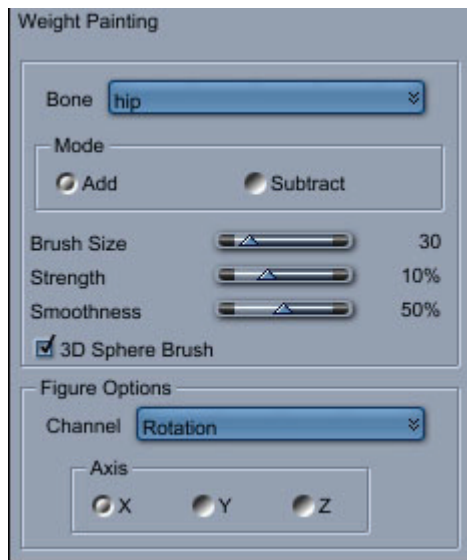 Weight Painting
Bone hip
Mode
Add Subtract
Brush Size 30
Strength 10%
Smoothness 50%
3D Sphere Brush
Figure Options
Channel Rotation
Axis
X Y Z